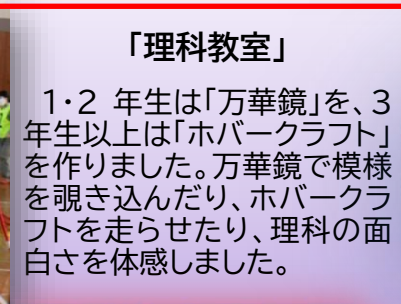 「理科教室」
1・2 年生は「万華鏡」を、3
年生以上は「ホバークラフト」
を作りました。万華鏡で模様
を覗き込んだり、ホバークラ
フトを走らせたり、理科の面
白さを体感しました。